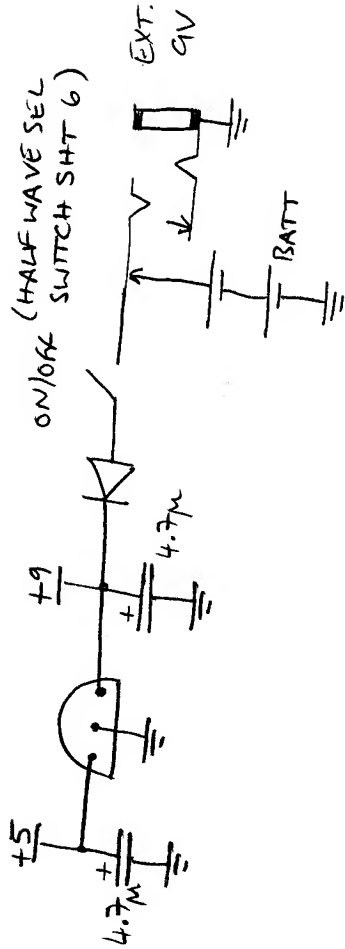 +5
4.7µ
+
+9
4.7µ
+
ON/OFF (HALF WAVE SEL
SWITCH SHT 6)
BATT
EXT.
9V